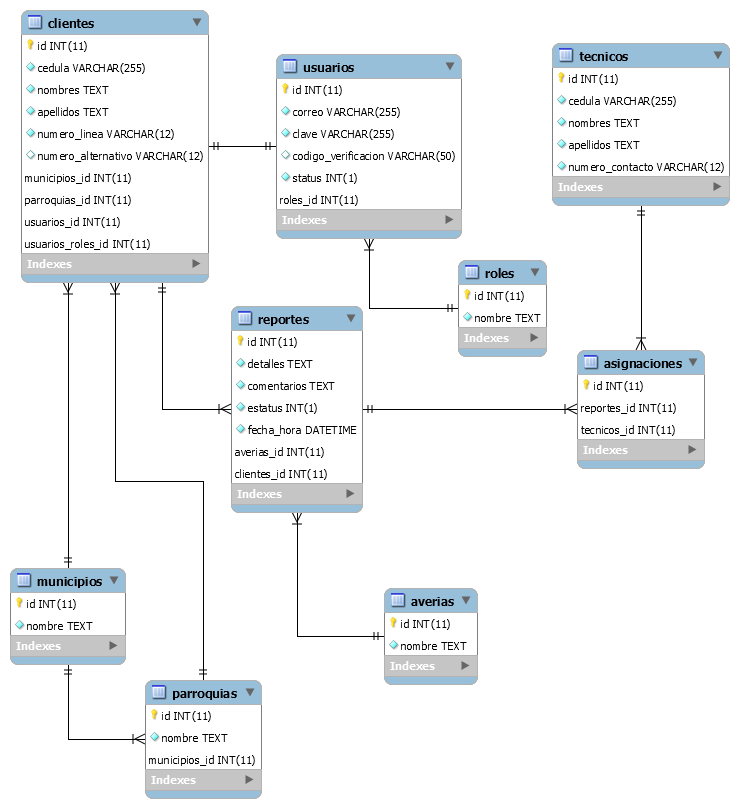 clientes
id INT(11)
cedula VARCHAR(255)
nombres TEXT
apellidos TEXT
numero_linea VARCHAR(12)
numero_alternativo VARCHAR(12)
municipios_id INT(11)
parroquias_id INT(11)
usuarios_id INT(11)
usuarios_roles_id INT(11)
Indexes
usuarios
id INT(11)
correo VARCHAR(255)
clave VARCHAR(255)
codigo_verificacion VARCHAR(50)
status INT(1)
roles_id INT(11)
Indexes
tecnicos
id INT(11)
cedula VARCHAR(255)
nombres TEXT
apellidos TEXT
numero_contacto VARCHAR(12)
Indexes
roles
id INT(11)
nombre TEXT
Indexes
reportes
id INT(11)
detalles TEXT
comentarios TEXT
estatus INT(1)
fecha_hora DATETIME
averias_id INT(11)
clientes_id INT(11)
Indexes
asignaciones
id INT(11)
reportes_id INT(11)
tecnicos_id INT(11)
Indexes
municipios
id INT(11)
nombre TEXT
Indexes
averias
id INT(11)
nombre TEXT
Indexes
parroquias
id INT(11)
nombre TEXT
municipios_id INT(11)
Indexes